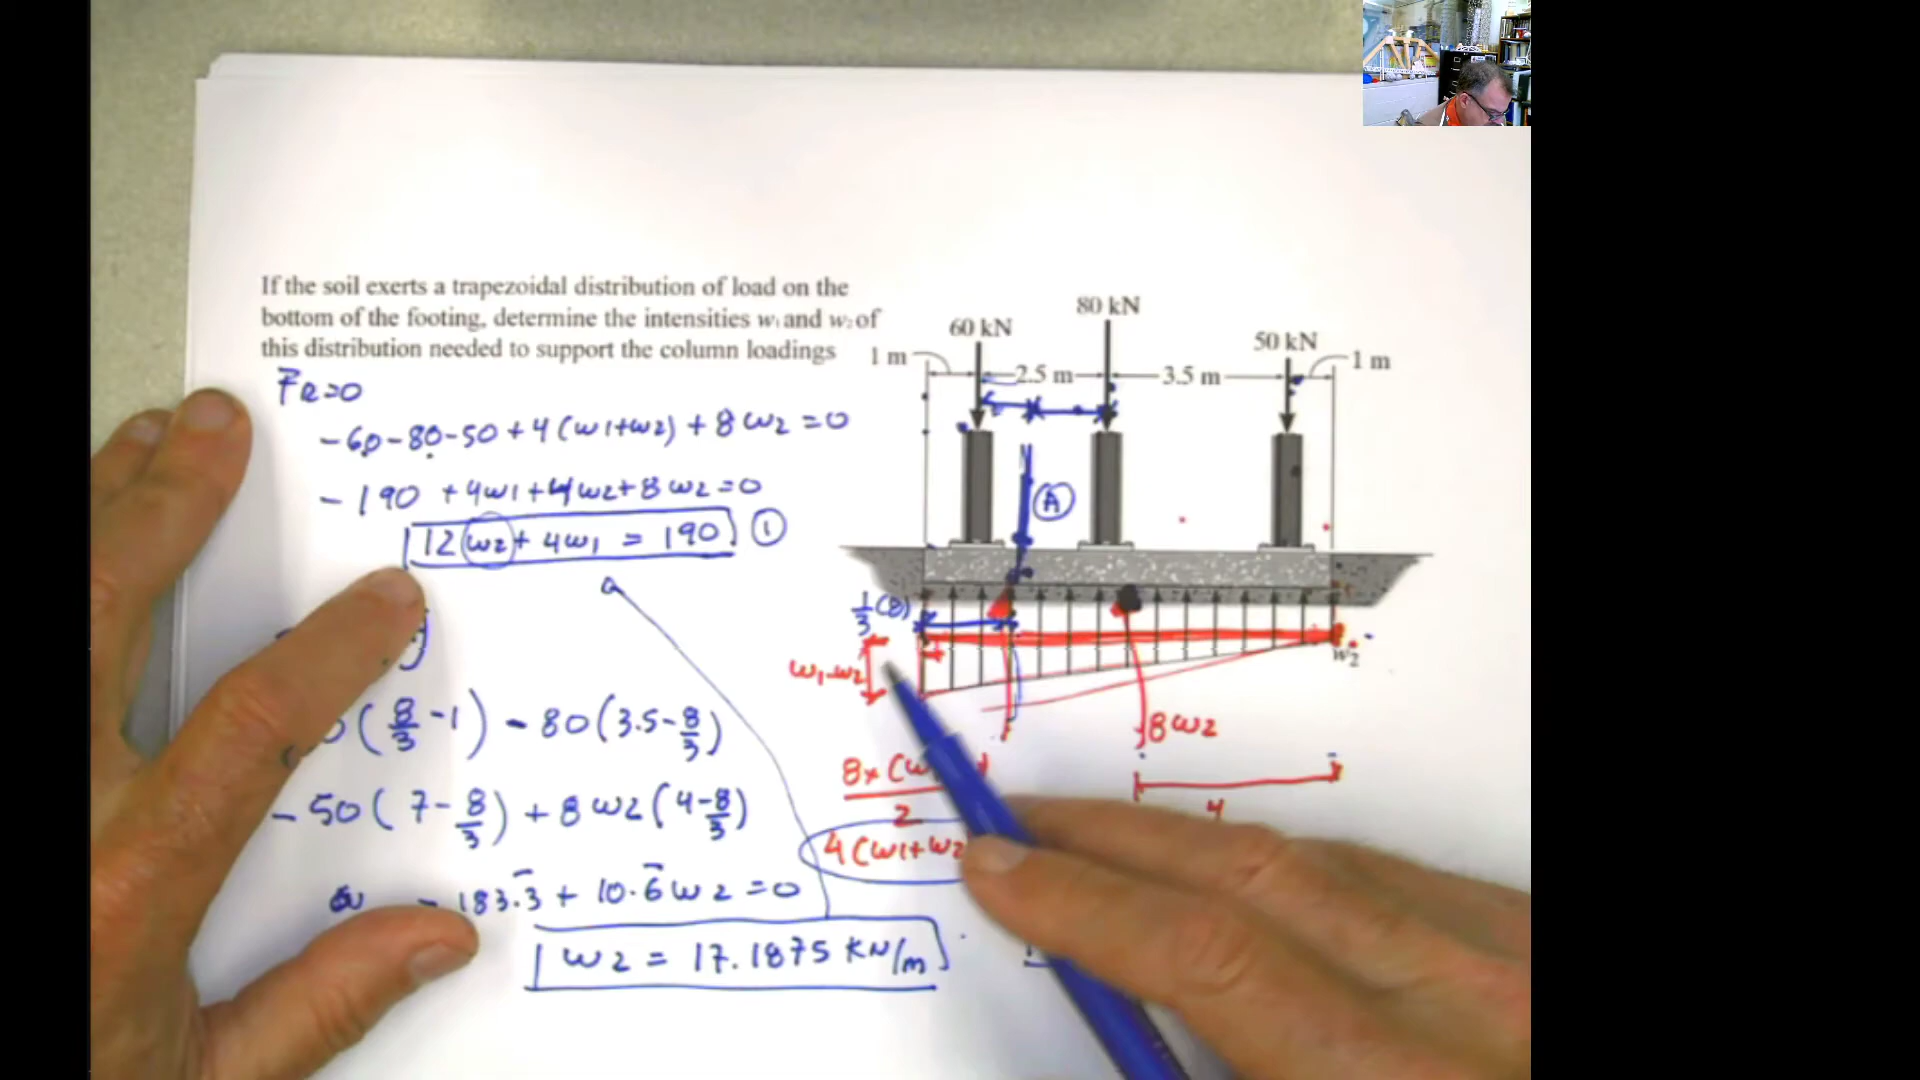 If the soil exerts a trapezoidal distribution of load on the
bottom of the footing, determine the intensities w₁ and w₂ of
this distribution needed to support the column loadings
FR=0
-60-80-50+4(w1+w2)+8w2=0
-190 +4w1+4w2+8w2=0
12w2+4w1 = 190 ①
(8/3-1) - 80(3.5-8/3)
-50(7-8/3)+8w2(4-8/3)
-183.3̅ + 10.6̅w2=0
w2 = 17.1875 KN/m
60 kN
80 kN
50 kN
1 m
2.5 m
3.5 m
1 m
A
1/3(8)
w1-w2
w₂
8w2
8x(w
2
4(w1+w2
4